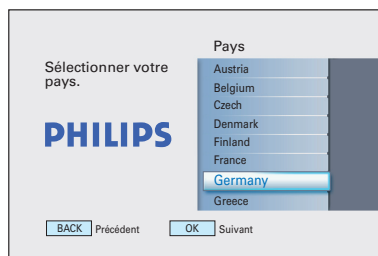 Sélectionner votre
pays.
PHILIPS
Pays
Austria
Belgium
Czech
Denmark
Finland
France
Germany
Greece
BACK Précédent OK Suivant